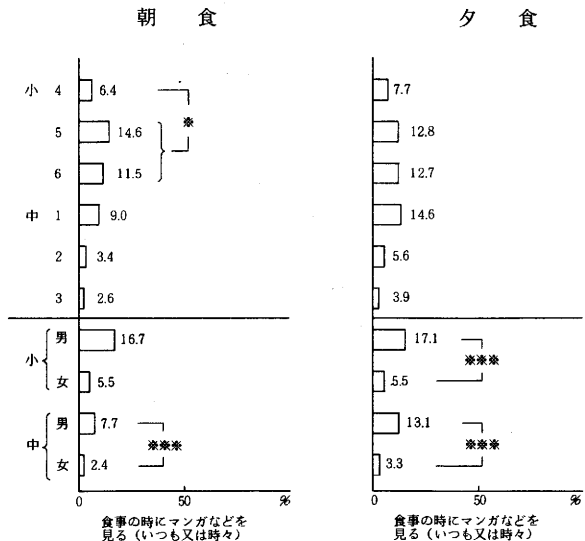 朝 食
夕 食
小 4 6.4 7.7
※
5 14.6 12.8
6 11.5 12.7
中 1 9.0 14.6
2 3.4 5.6
3 2.6 3.9
小 男 16.7 17.1
※※※
女 5.5 5.5
中 男 7.7 13.1
※※※ ※※※
女 2.4 3.3
0 50 % 0 50 %
食事の時にマンガなどを 食事の時にマンガなどを
見る(いつも又は時々) 見る(いつも又は時々)